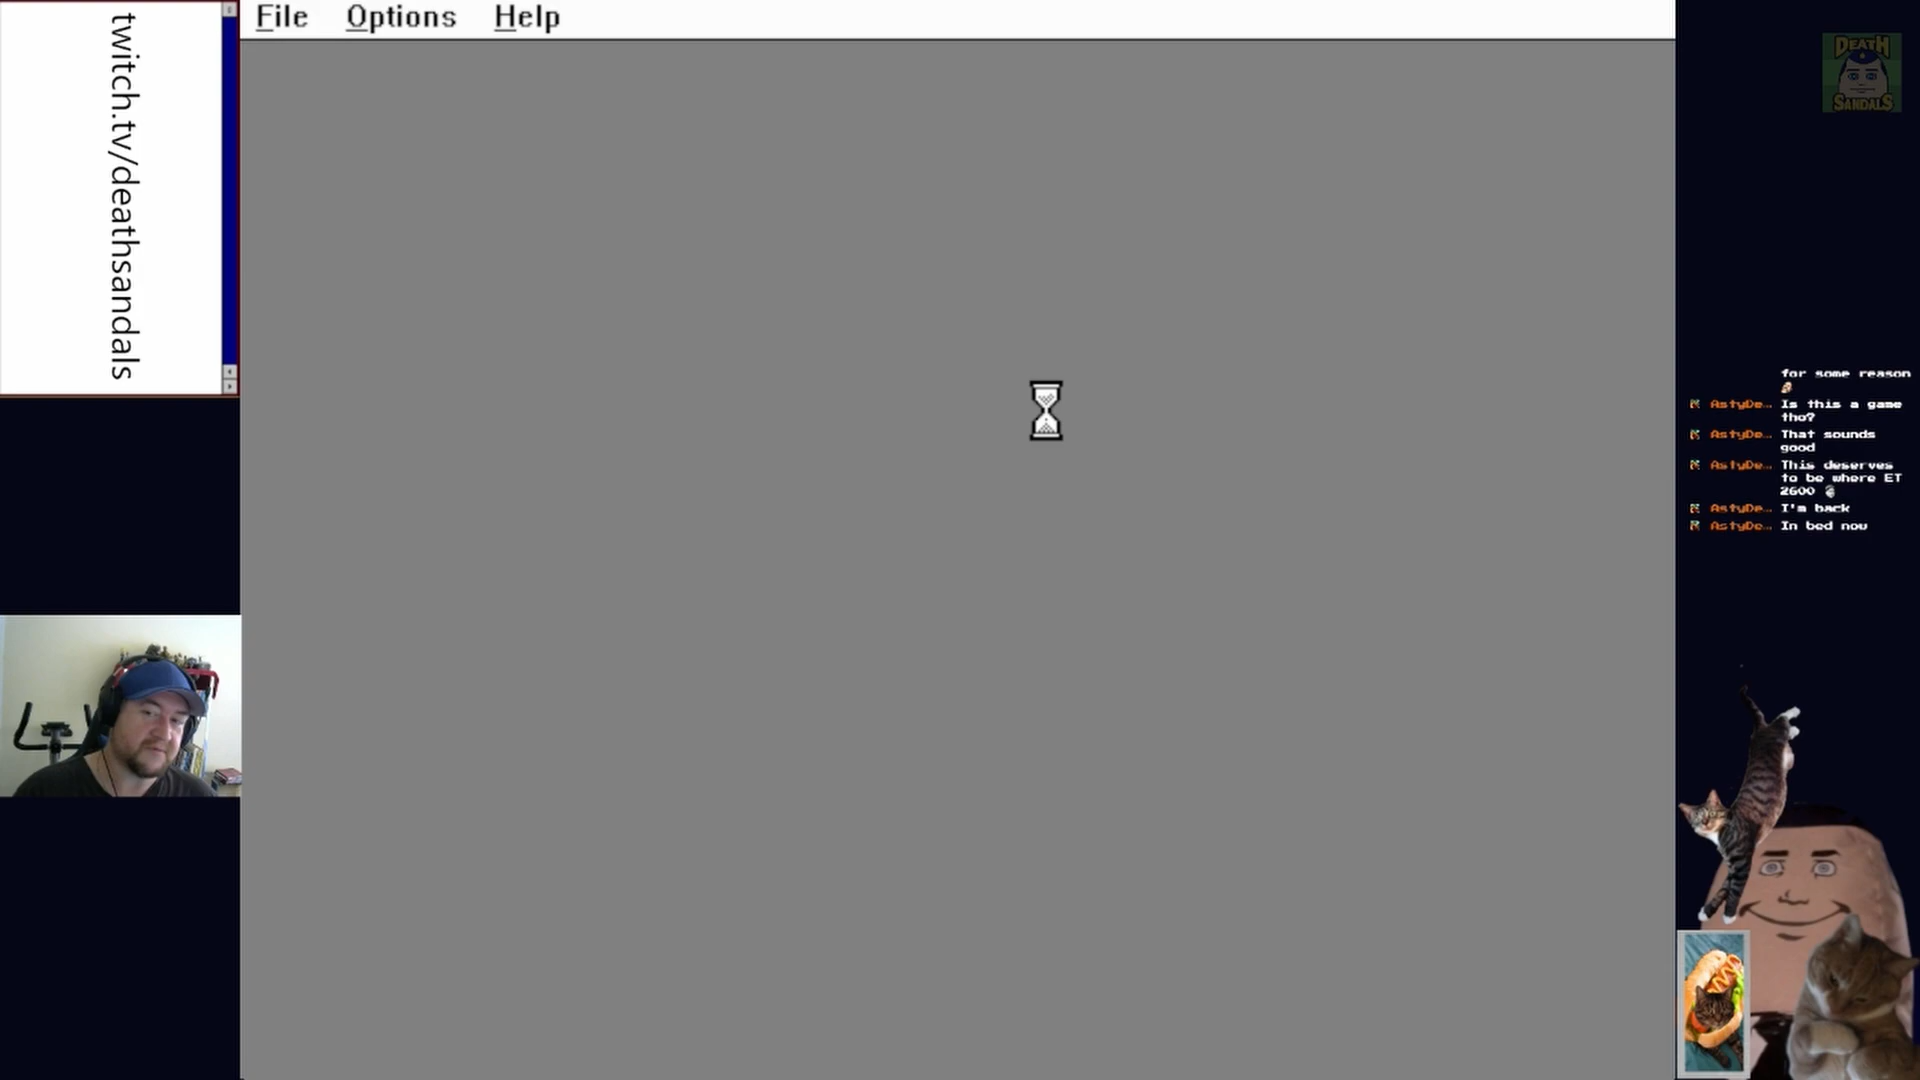 twitch.tv/deathsandals
File Options Help
DEATH
SANDALS
for some reason
AstyDe… Is this a game
tho?
AstyDe… That sounds
good
AstyDe… This deserves
to be where ET
2600
AstyDe… I'm back
AstyDe… In bed now